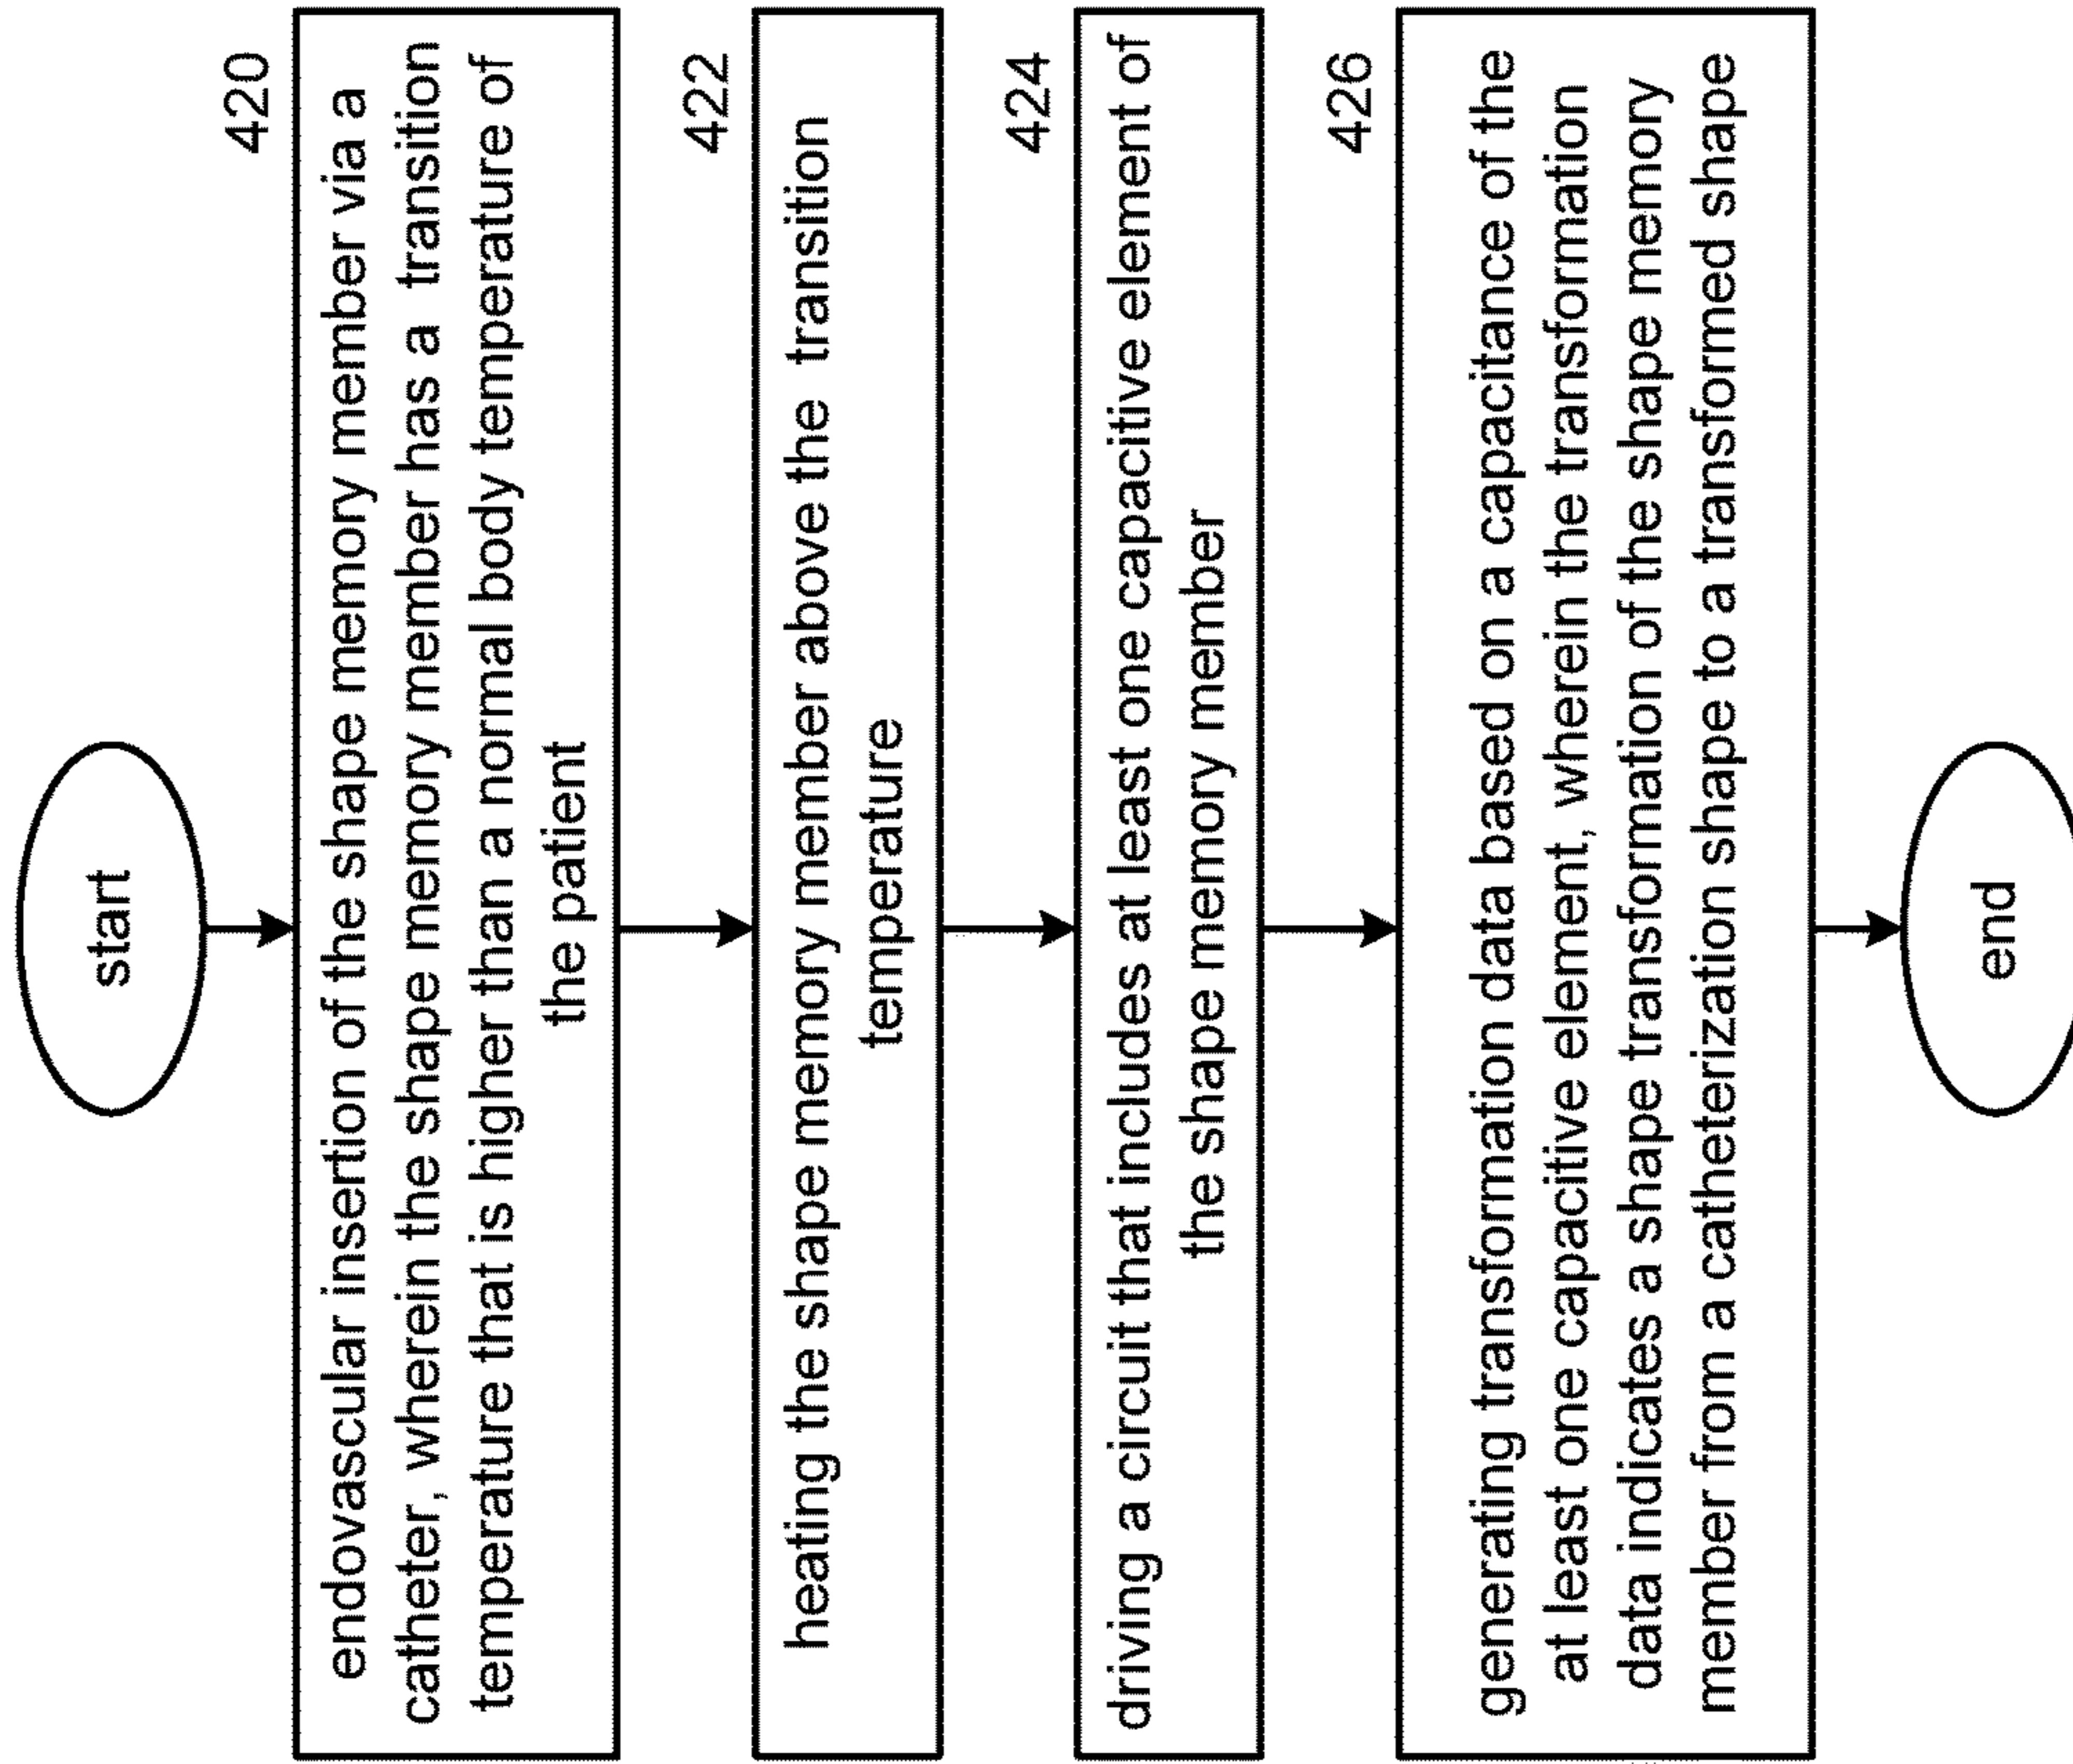 start
420
endovascular insertion of the shape memory member via a
catheter, wherein the shape memory member has a transition
temperature that is higher than a normal body temperature of
the patient
422
heating the shape memory member above the transition
temperature
424
driving a circuit that includes at least one capacitive element of
the shape memory member
426
generating transformation data based on a capacitance of the
at least one capacitive element, wherein the transformation
data indicates a shape transformation of the shape memory
member from a catheterization shape to a transformed shape
end